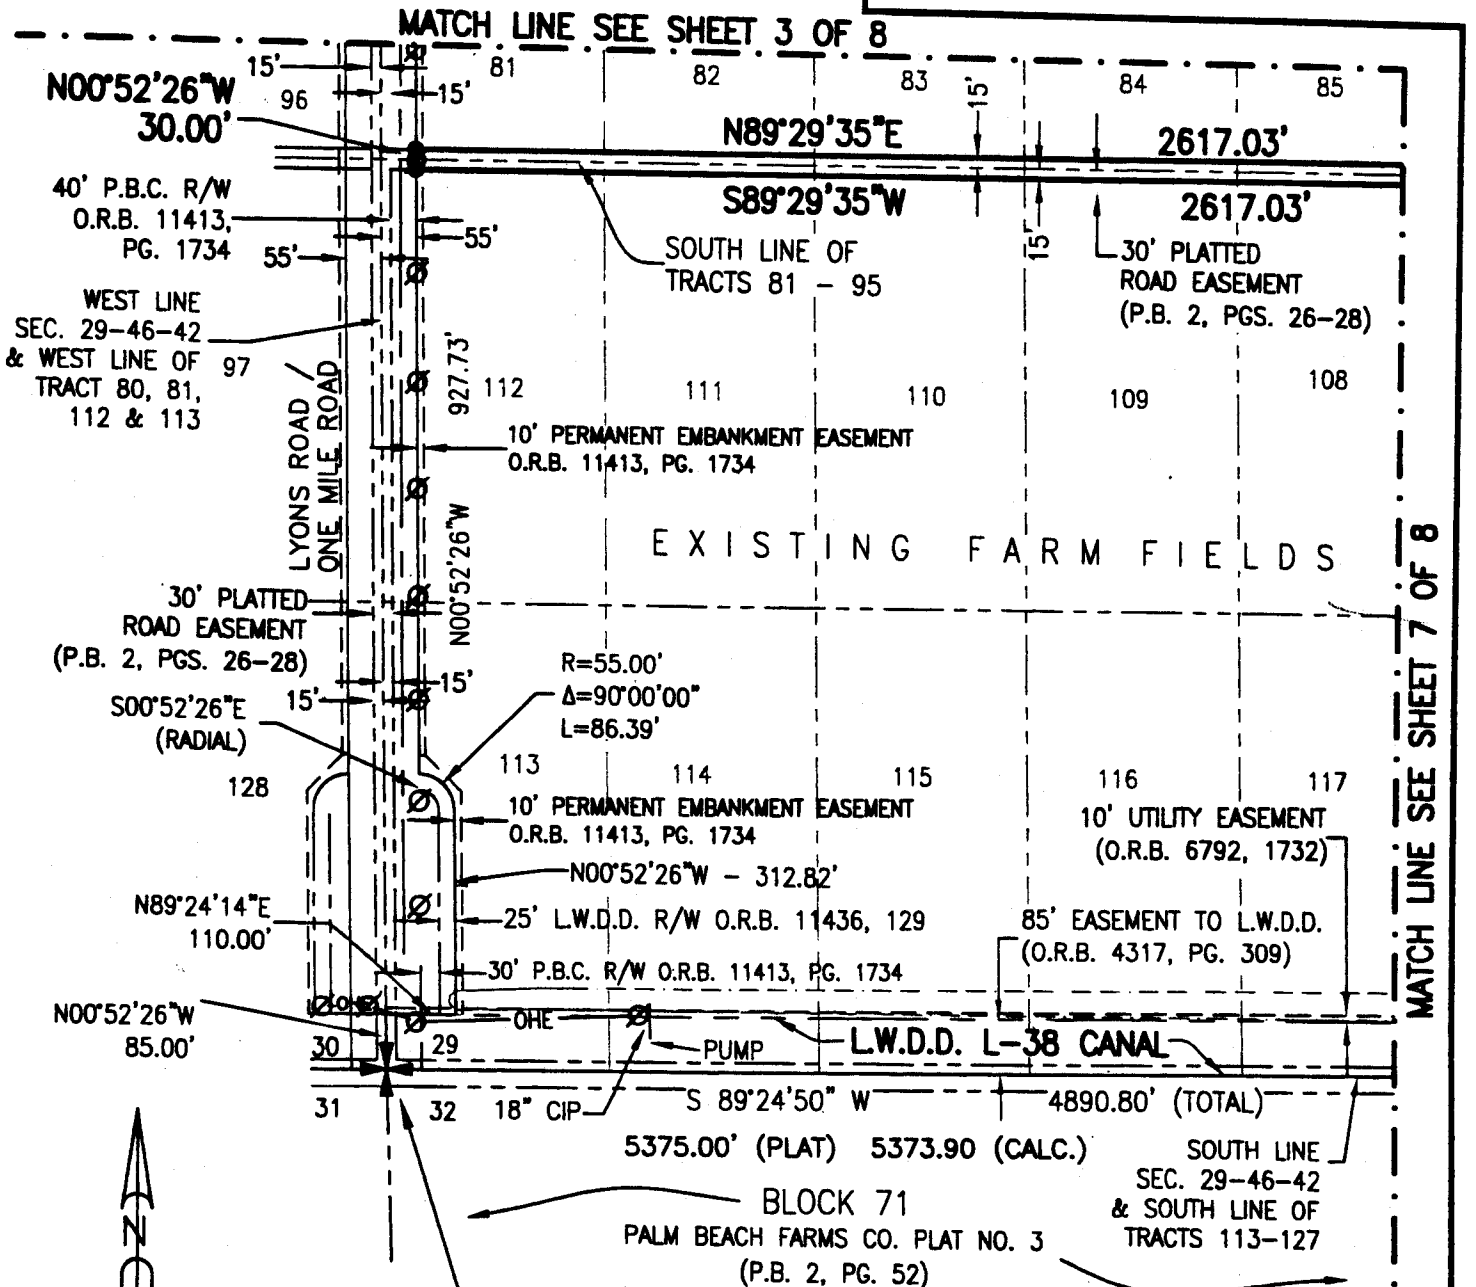 MATCH LINE SEE SHEET 3 OF 8
15'
81
82
83
84
85
N00°52'26"W
30.00'
96
15'
15'
N89°29'35"E
2617.03'
S89°29'35"W
2617.03'
40' P.B.C. R/W
O.R.B. 11413,
PG. 1734
55'
55'
SOUTH LINE OF
TRACTS 81 - 95
15'
30' PLATTED
ROAD EASEMENT
(P.B. 2, PGS. 26-28)
WEST LINE
SEC. 29-46-42
& WEST LINE OF
TRACT 80, 81,
112 & 113
97
LYONS ROAD /
ONE MILE ROAD
927.73'
N00°52'26"W
112
111
110
109
108
10' PERMANENT EMBANKMENT EASEMENT
O.R.B. 11413, PG. 1734
EXISTING FARM FIELDS
MATCH LINE SEE SHEET 7 OF 8
30' PLATTED
ROAD EASEMENT
(P.B. 2, PGS. 26-28)
15'
15'
R=55.00'
Δ=90°00'00"
L=86.39'
S00°52'26"E
(RADIAL)
128
113
114
115
116
117
10' PERMANENT EMBANKMENT EASEMENT
O.R.B. 11413, PG. 1734
10' UTILITY EASEMENT
(O.R.B. 6792, 1732)
N00°52'26"W - 312.82'
N89°24'14"E
110.00'
25' L.W.D.D. R/W O.R.B. 11436, 129
85' EASEMENT TO L.W.D.D.
(O.R.B. 4317, PG. 309)
30' P.B.C. R/W O.R.B. 11413, PG. 1734
N00°52'26"W
85.00'
OHE
30
29
PUMP
L.W.D.D. L-38 CANAL
31
32
18" CIP
S 89°24'50" W
4890.80' (TOTAL)
5375.00' (PLAT) 5373.90 (CALC.)
SOUTH LINE
SEC. 29-46-42
& SOUTH LINE OF
TRACTS 113-127
BLOCK 71
PALM BEACH FARMS CO. PLAT NO. 3
(P.B. 2, PG. 52)
N